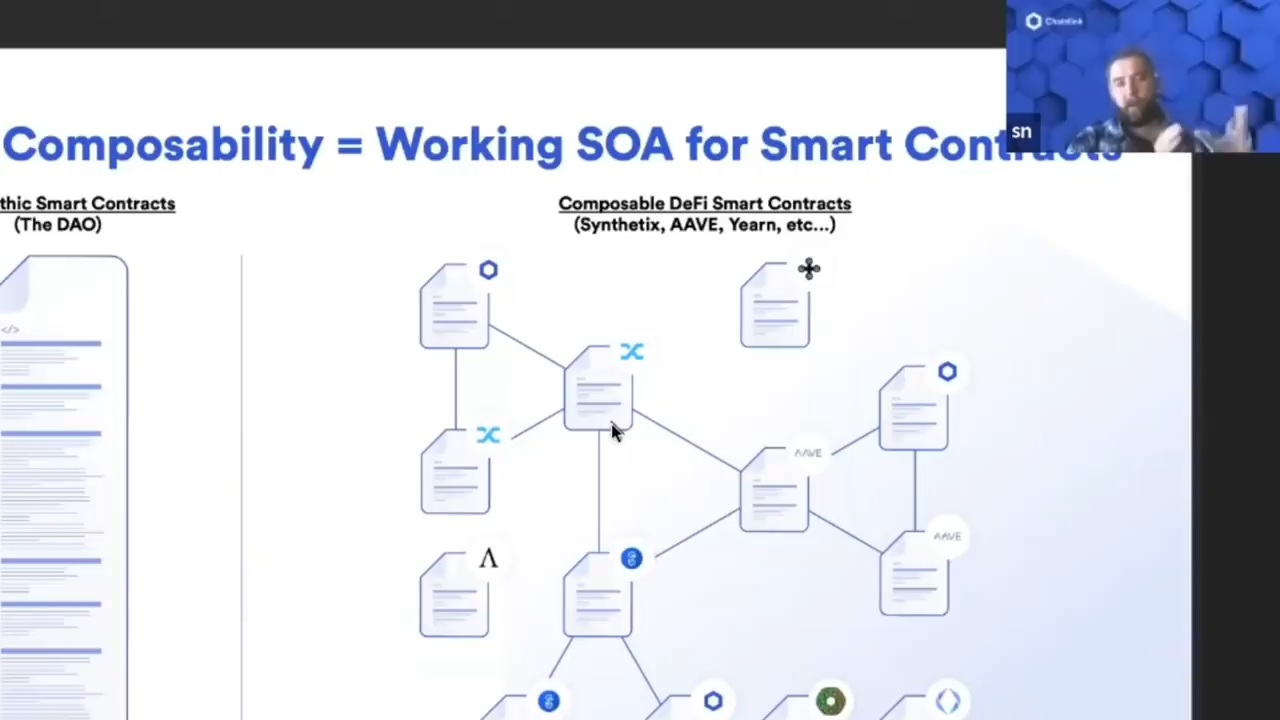 Chainlink
sn
Composability = Working SOA for Smart Contracts
thic Smart Contracts
(The DAO)
Composable DeFi Smart Contracts
(Synthetix, AAVE, Yearn, etc...)
</>
AAVE
AAVE